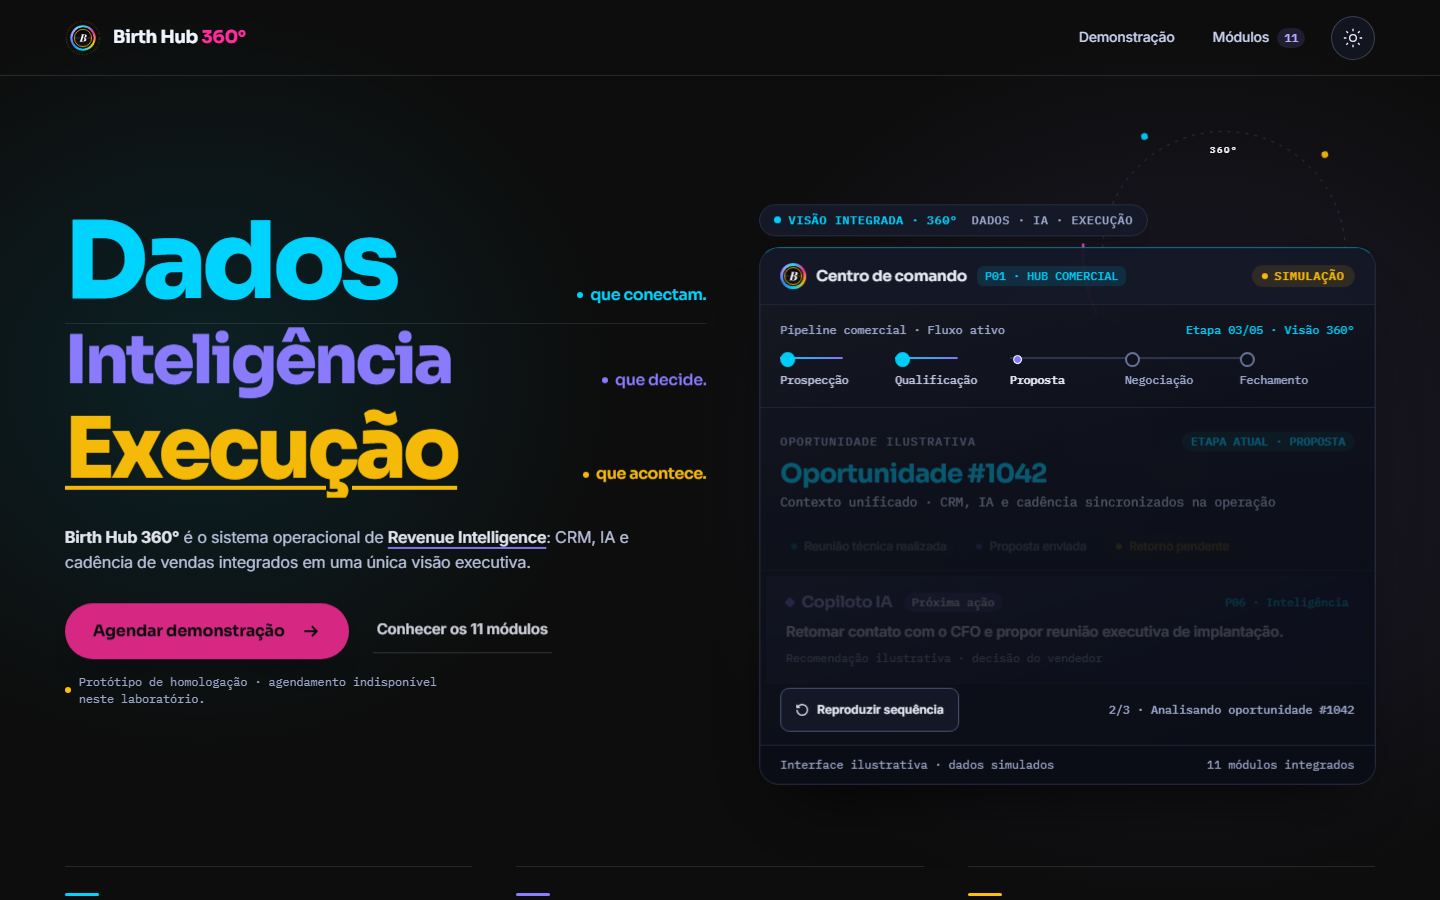 Birth Hub 360°
Demonstração
Módulos 11
360°
Dados
que conectam.
Inteligência
que decide.
Execução
que acontece.
Birth Hub 360° é o sistema operacional de Revenue Intelligence: CRM, IA e
cadência de vendas integrados em uma única visão executiva.
Agendar demonstração →
Conhecer os 11 módulos
Protótipo de homologação · agendamento indisponível
neste laboratório.
VISÃO INTEGRADA · 360° DADOS · IA · EXECUÇÃO
B Centro de comando P01 · HUB COMERCIAL SIMULAÇÃO
Pipeline comercial · Fluxo ativo Etapa 03/05 · Visão 360°
Prospecção Qualificação Proposta Negociação Fechamento
OPORTUNIDADE ILUSTRATIVA ETAPA ATUAL · PROPOSTA
Oportunidade #1042
Contexto unificado · CRM, IA e cadência sincronizados na operação
Reunião técnica realizada Proposta enviada Retorno pendente
Copiloto IA Próxima ação P06 · Inteligência
Retomar contato com o CFO e propor reunião executiva de implantação.
Recomendação ilustrativa · decisão do vendedor
Reproduzir sequência 2/3 · Analisando oportunidade #1042
Interface ilustrativa · dados simulados 11 módulos integrados